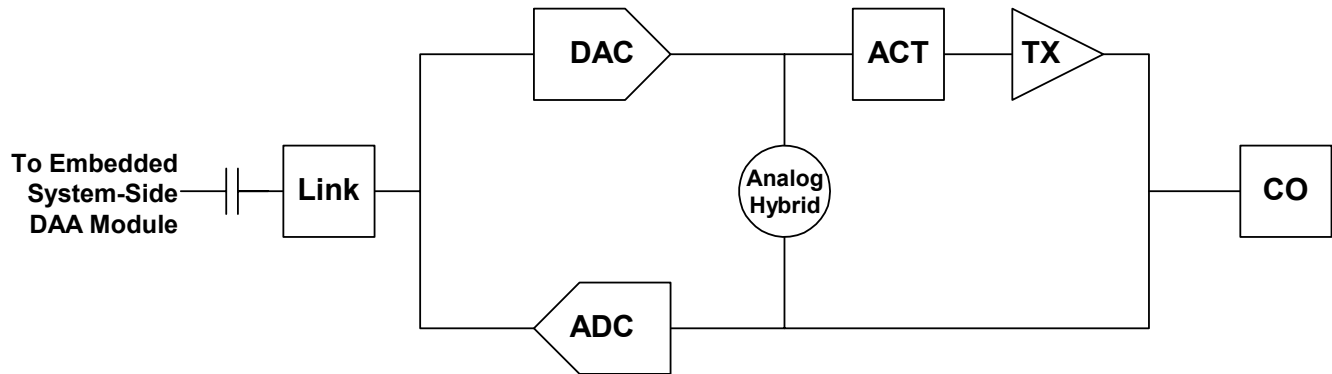 DAC
ACT
TX
To Embedded
System-Side
DAA Module
Link
Analog
Hybrid
CO
ADC